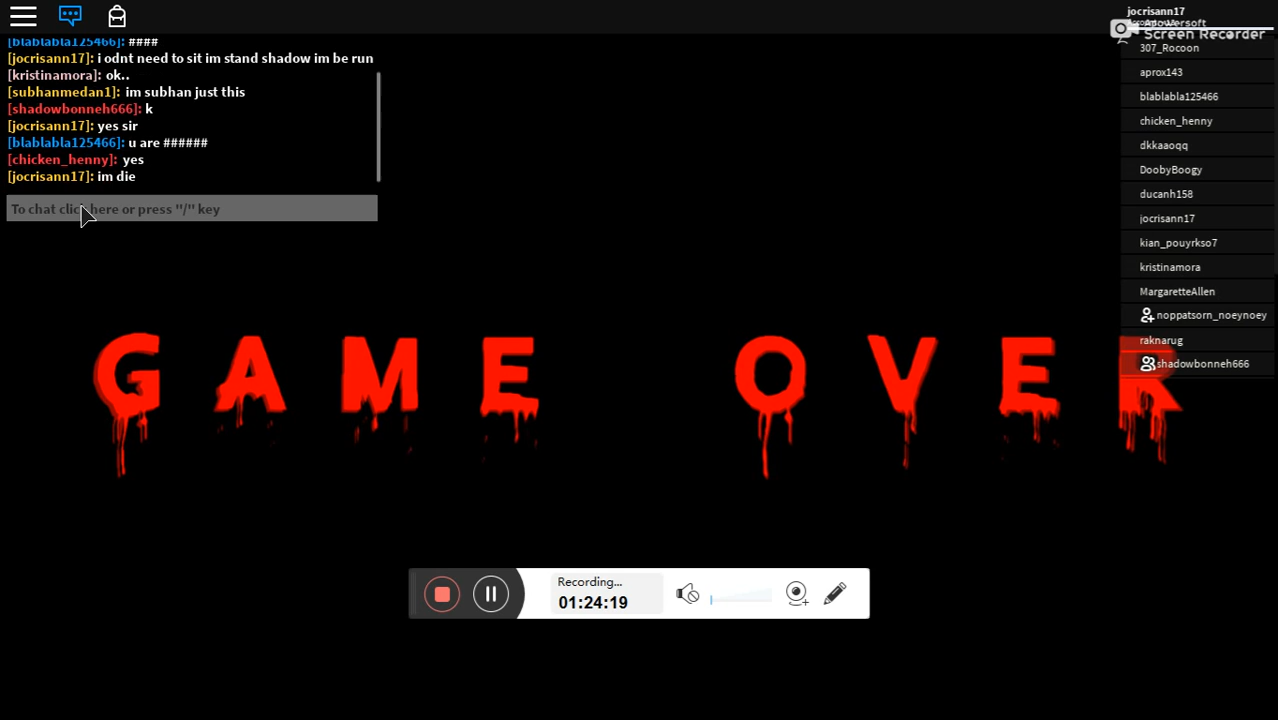 [blablabla125466]: ####
[jocrisann17]: i odnt need to sit im stand shadow im be run
[kristinamora]: ok..
[subhanmedan1]: im subhan just this
[shadowbonneh666]: k
[jocrisann17]: yes sir
[blablabla125466]: u are ######
[chicken_henny]: yes
[jocrisann17]: im die
To chat click here or press "/" key
jocrisann17
Apowersoft
Screen Recorder
307_Rocoon
aprox143
blablabla125466
chicken_henny
dkkaaoqq
DoobyBoogy
ducanh158
jocrisann17
kian_pouyrkso7
kristinamora
MargaretteAllen
noppatsorn_noeynoey
raknarug
shadowbonneh666
GAME OVER
Recording...
01:24:19